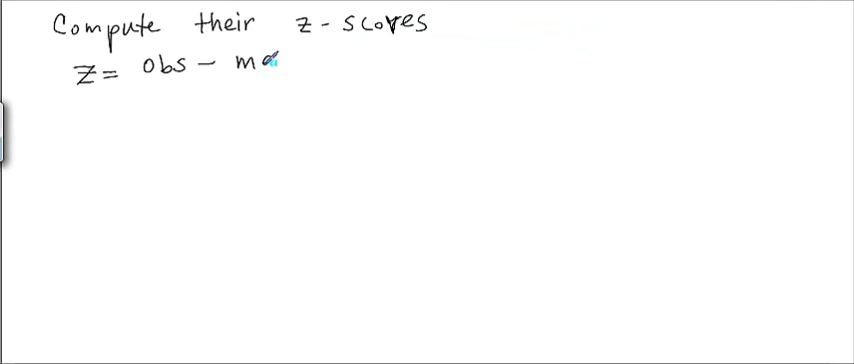 Compute their z-scores
z = obs -